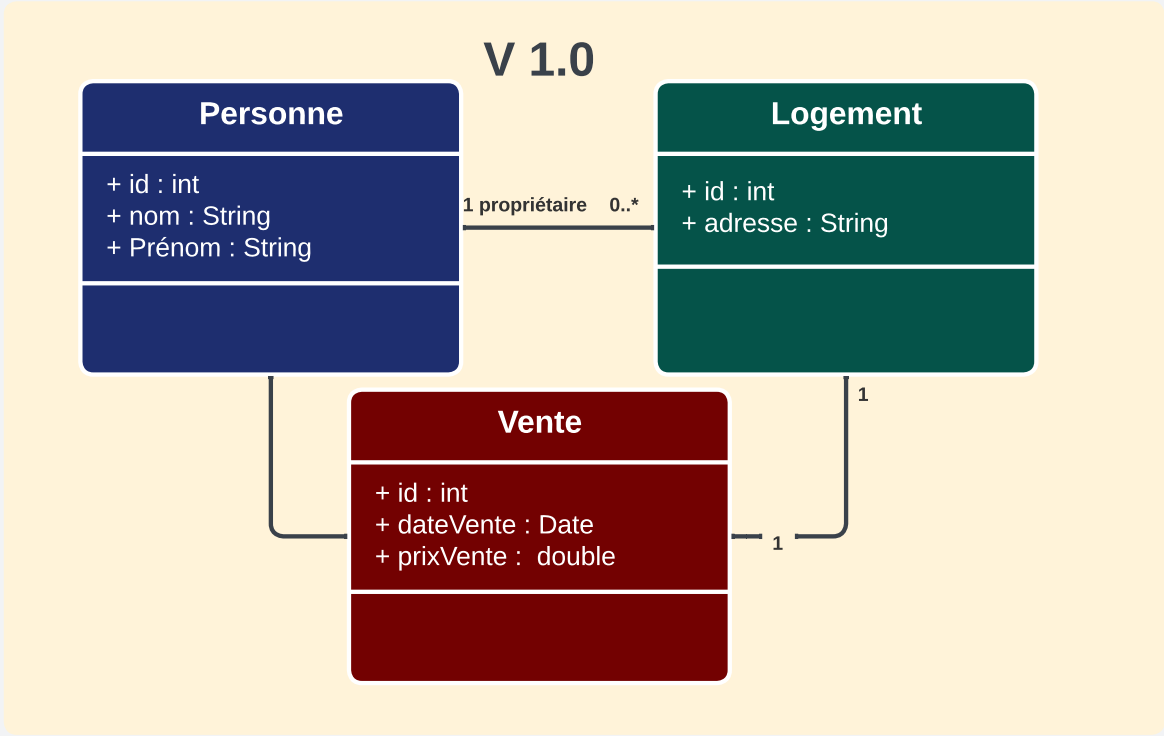 V 1.0
Personne
+ id : int
+ nom : String
+ Prénom : String
1 propriétaire 0..*
Logement
+ id : int
+ adresse : String
1
Vente
+ id : int
+ dateVente : Date
+ prixVente : double
1